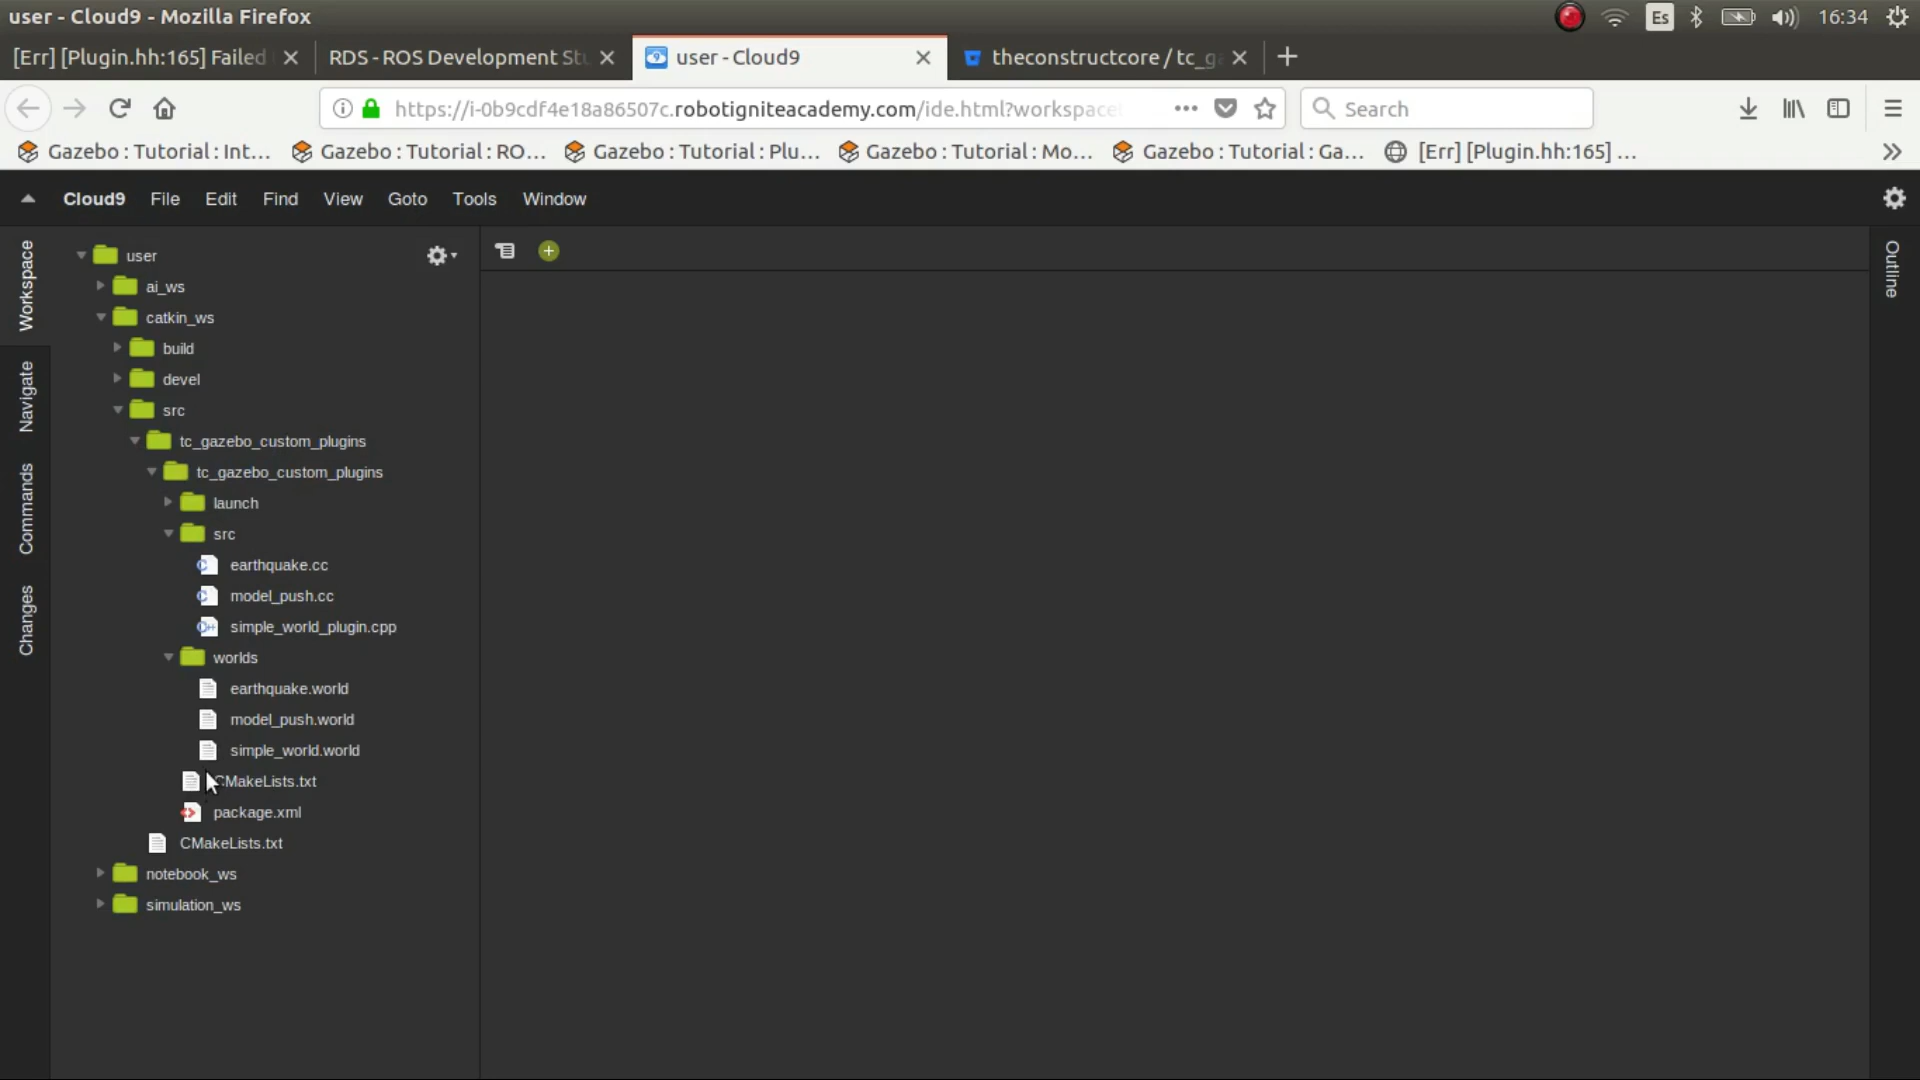 user - Cloud9 - Mozilla Firefox
Es
16:34
[Err] [Plugin.hh:165] Failed
RDS - ROS Development Stu
user - Cloud9
theconstructcore / tc_ga
https://i-0b9cdf4e18a86507c.robotigniteacademy.com/ide.html?workspace
Search
Gazebo : Tutorial : Int...
Gazebo : Tutorial : RO...
Gazebo : Tutorial : Plu...
Gazebo : Tutorial : Mo...
Gazebo : Tutorial : Ga...
[Err] [Plugin.hh:165] ...
Cloud9 File Edit Find View Goto Tools Window
Workspace
Navigate
Commands
Changes
user
ai_ws
catkin_ws
build
devel
src
tc_gazebo_custom_plugins
tc_gazebo_custom_plugins
launch
src
earthquake.cc
model_push.cc
simple_world_plugin.cpp
worlds
earthquake.world
model_push.world
simple_world.world
CMakeLists.txt
package.xml
CMakeLists.txt
notebook_ws
simulation_ws
Outline